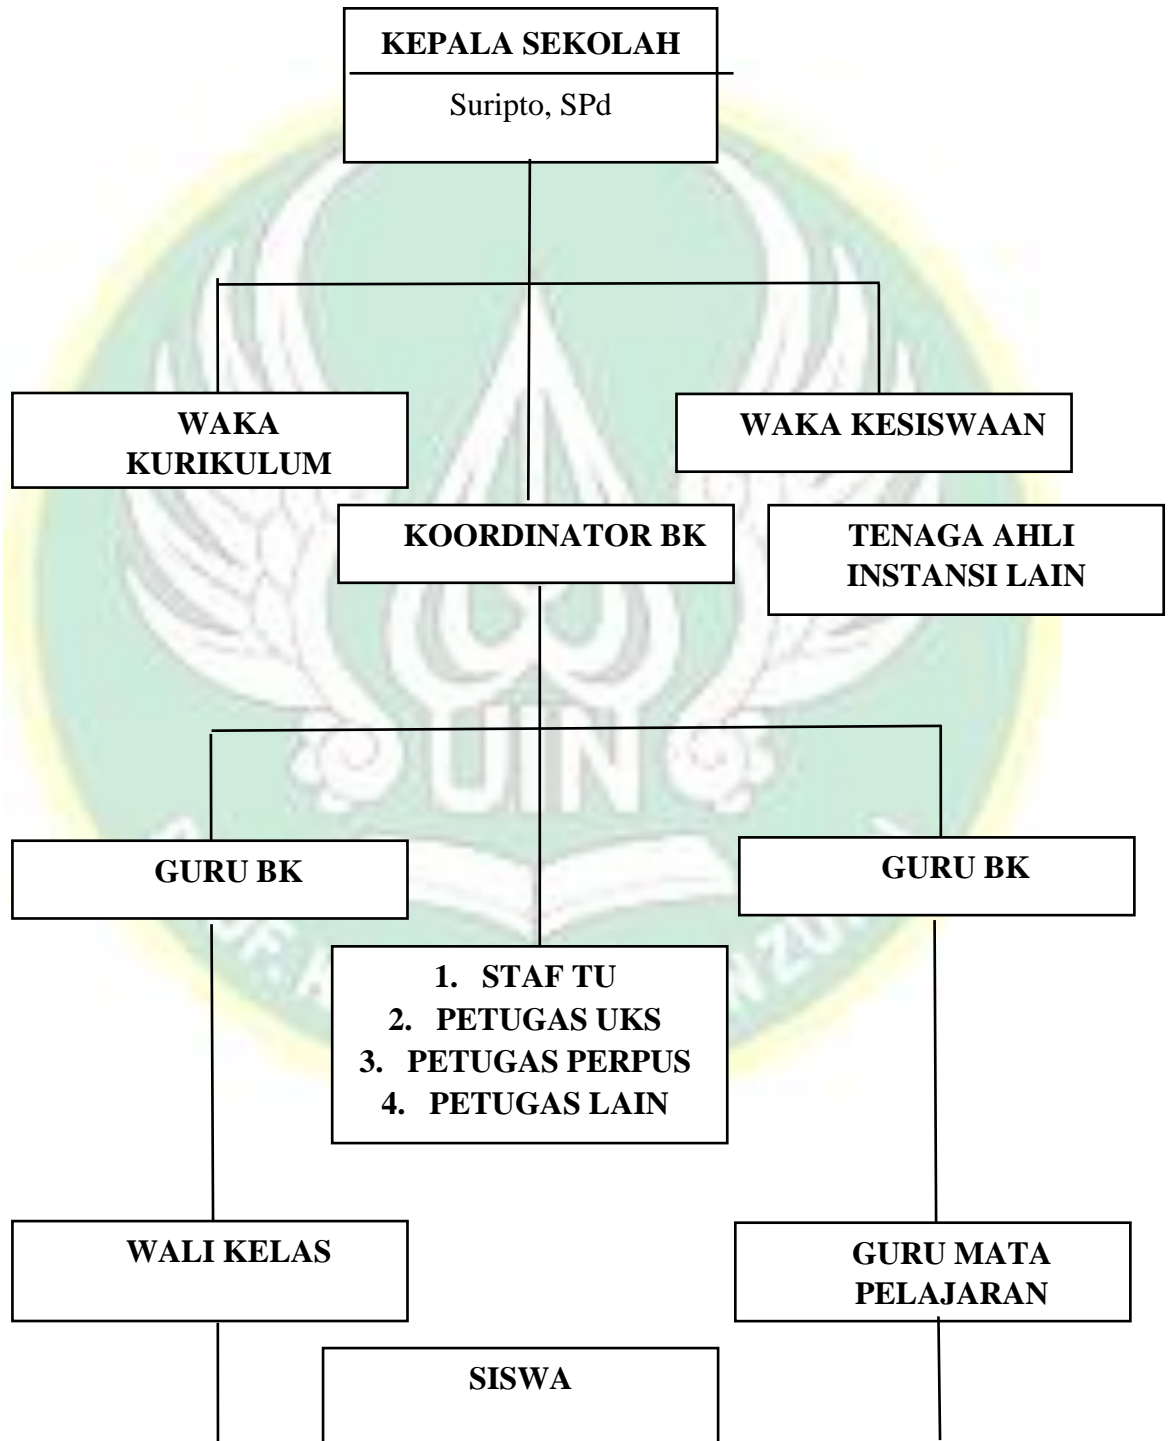 KEPALA SEKOLAH
Suripto, SPd
WAKA
KURIKULUM
WAKA KESISWAAN
KOORDINATOR BK
TENAGA AHLI
INSTANSI LAIN
UIN
GURU BK
GURU BK
1. STAF TU
2. PETUGAS UKS
3. PETUGAS PERPUS
4. PETUGAS LAIN
WALI KELAS
GURU MATA
PELAJARAN
SISWA